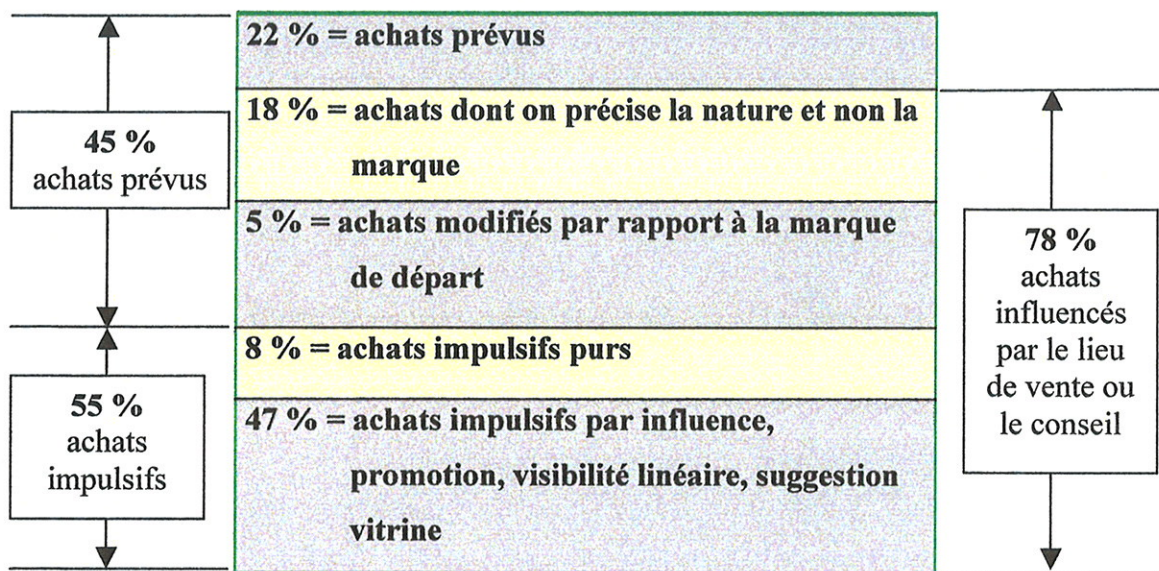 22 % = achats prévus
18 % = achats dont on précise la nature et non la
marque
5 % = achats modifiés par rapport à la marque
de départ
8 % = achats impulsifs purs
47 % = achats impulsifs par influence,
promotion, visibilité linéaire, suggestion
vitrine
45 %
achats prévus
55 %
achats
impulsifs
78 %
achats
influencés
par le lieu
de vente ou
le conseil